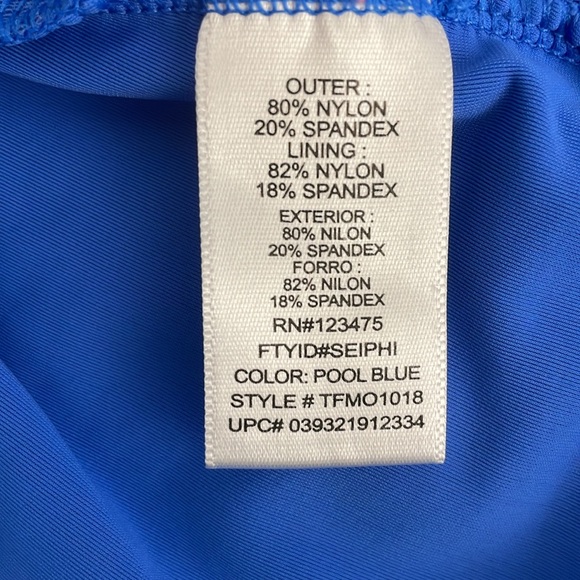 OUTER :
80% NYLON
20% SPANDEX
LINING :
82% NYLON
18% SPANDEX
EXTERIOR :
80% NILON
20% SPANDEX
FORRO :
82% NILON
18% SPANDEX
RN#123475
FTYID#SEIPHI
COLOR: POOL BLUE
STYLE # TFMO1018
UPC# 039321912334